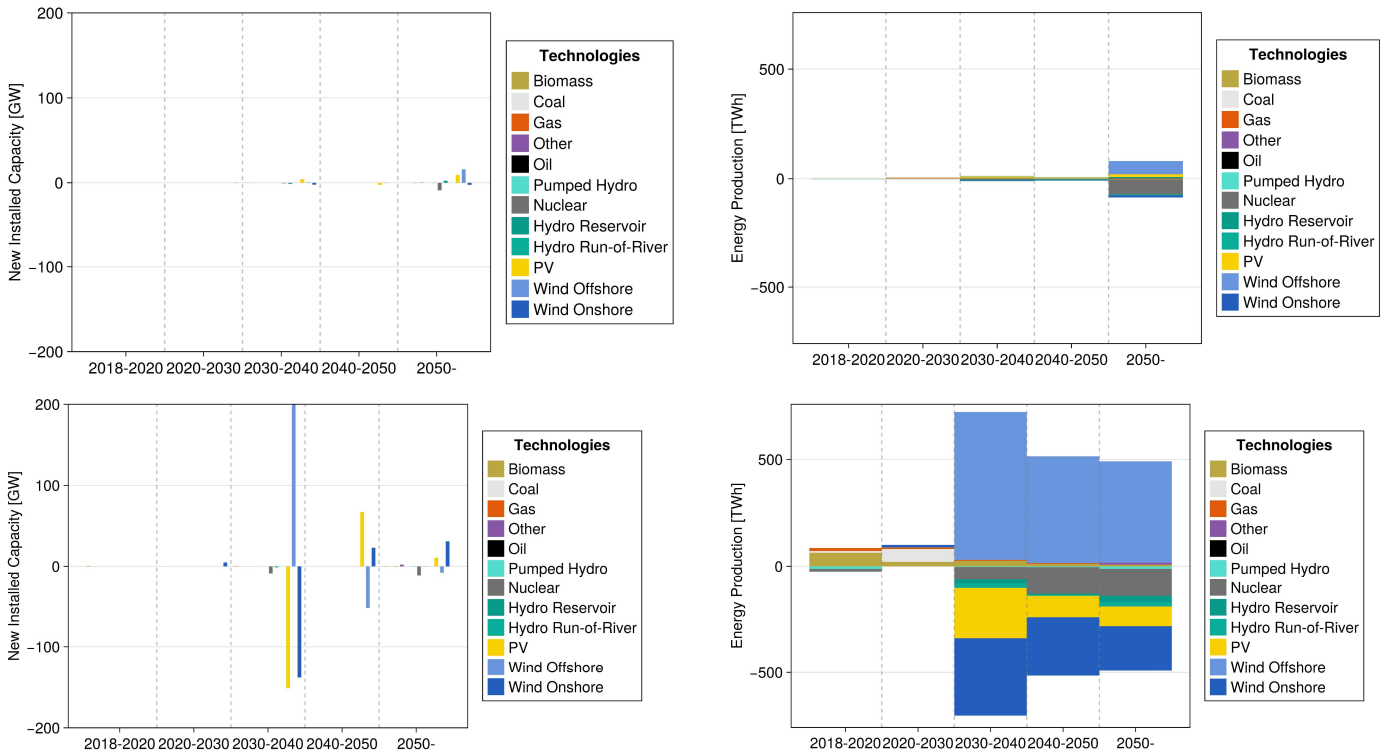 200
100
0
−100
−200
New Installed Capacity [GW]
2018-2020 2020-2030 2030-2040 2040-2050 2050-
Technologies
Biomass
Coal
Gas
Other
Oil
Pumped Hydro
Nuclear
Hydro Reservoir
Hydro Run-of-River
PV
Wind Offshore
Wind Onshore
500
0
−500
Energy Production [TWh]
2018-2020 2020-2030 2030-2040 2040-2050 2050-
Technologies
Biomass
Coal
Gas
Other
Oil
Pumped Hydro
Nuclear
Hydro Reservoir
Hydro Run-of-River
PV
Wind Offshore
Wind Onshore
200
100
0
−100
−200
New Installed Capacity [GW]
2018-2020 2020-2030 2030-2040 2040-2050 2050-
Technologies
Biomass
Coal
Gas
Other
Oil
Pumped Hydro
Nuclear
Hydro Reservoir
Hydro Run-of-River
PV
Wind Offshore
Wind Onshore
500
0
−500
Energy Production [TWh]
2018-2020 2020-2030 2030-2040 2040-2050 2050-
Technologies
Biomass
Coal
Gas
Other
Oil
Pumped Hydro
Nuclear
Hydro Reservoir
Hydro Run-of-River
PV
Wind Offshore
Wind Onshore